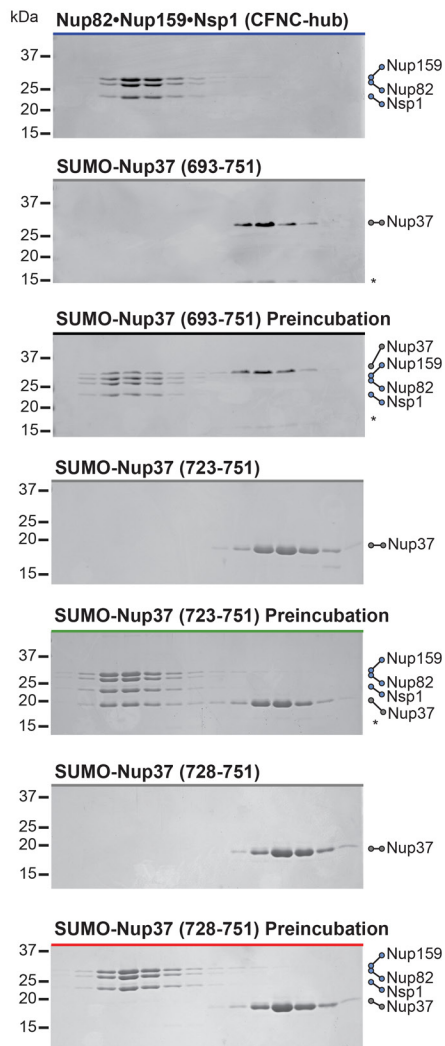 kDa
Nup82•Nup159•Nsp1 (CFNC-hub)
37
25
20
15
Nup159
Nup82
Nsp1
SUMO-Nup37 (693-751)
37
25
20
15
Nup37
*
SUMO-Nup37 (693-751) Preincubation
37
25
20
15
Nup37
Nup159
Nup82
Nsp1
*
SUMO-Nup37 (723-751)
37
25
20
15
Nup37
SUMO-Nup37 (723-751) Preincubation
37
25
20
15
Nup159
Nup82
Nsp1
Nup37
*
SUMO-Nup37 (728-751)
37
25
20
15
Nup37
SUMO-Nup37 (728-751) Preincubation
37
25
20
15
Nup159
Nup82
Nsp1
Nup37